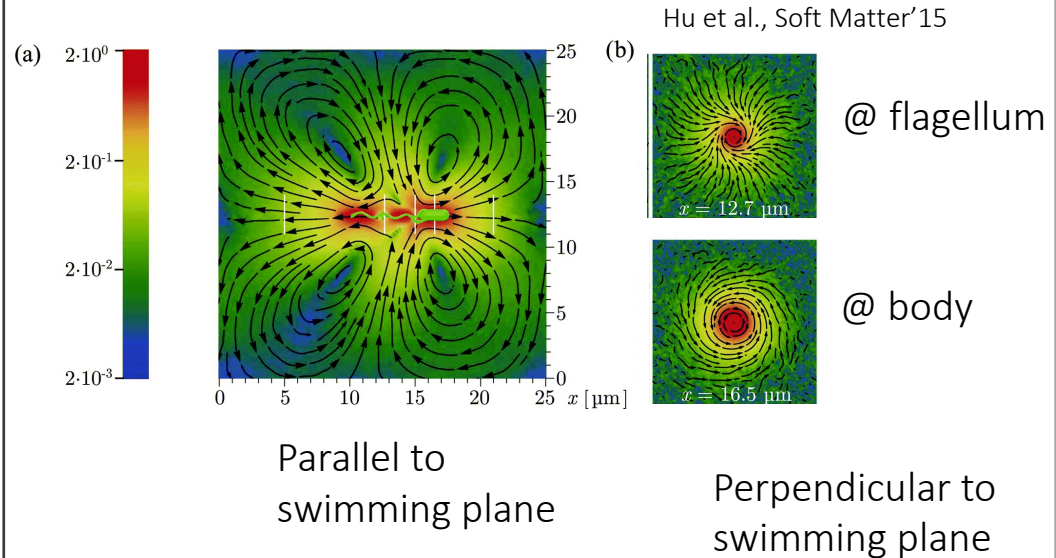 Hu et al., Soft Matter'15
(a)
2·10⁰
2·10⁻¹
2·10⁻²
2·10⁻³
25
20
15
10
5
0
0 5 10 15 20 25 x [µm]
(b)
x = 12.7 µm
@ flagellum
x = 16.5 µm
@ body
Parallel to
swimming plane
Perpendicular to
swimming plane